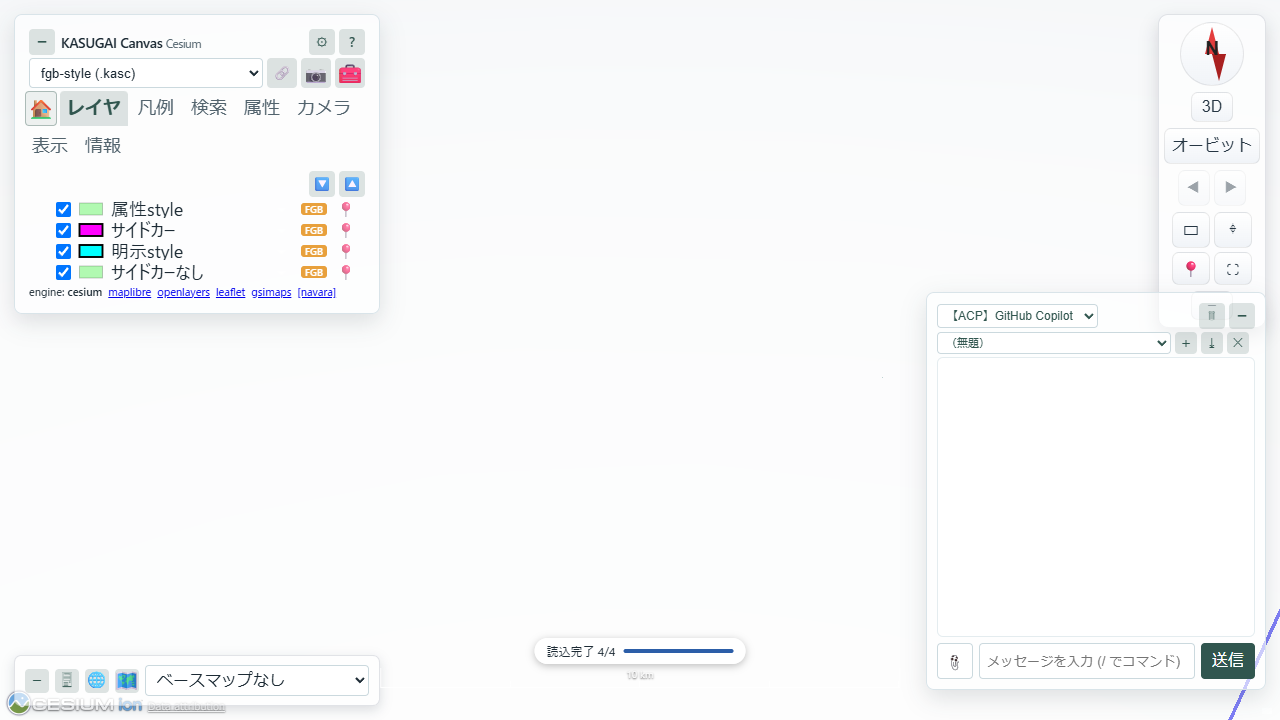 − KASUGAI Canvas Cesium ⚙ ?
fgb-style (.kasc)
レイヤ 凡例 検索 属性 カメラ
表示 情報
属性style FGB
サイドカー FGB
明示style FGB
サイドカーなし FGB
engine: cesium maplibre openlayers leaflet gsimaps [navara]
N
3D
オービット
◀ ▶
【ACP】GitHub Copilot −
（無題） +
メッセージを入力 (/ でコマンド) 送信
読込完了 4/4
10 km
− ベースマップなし
CESIUM ion Data attribution